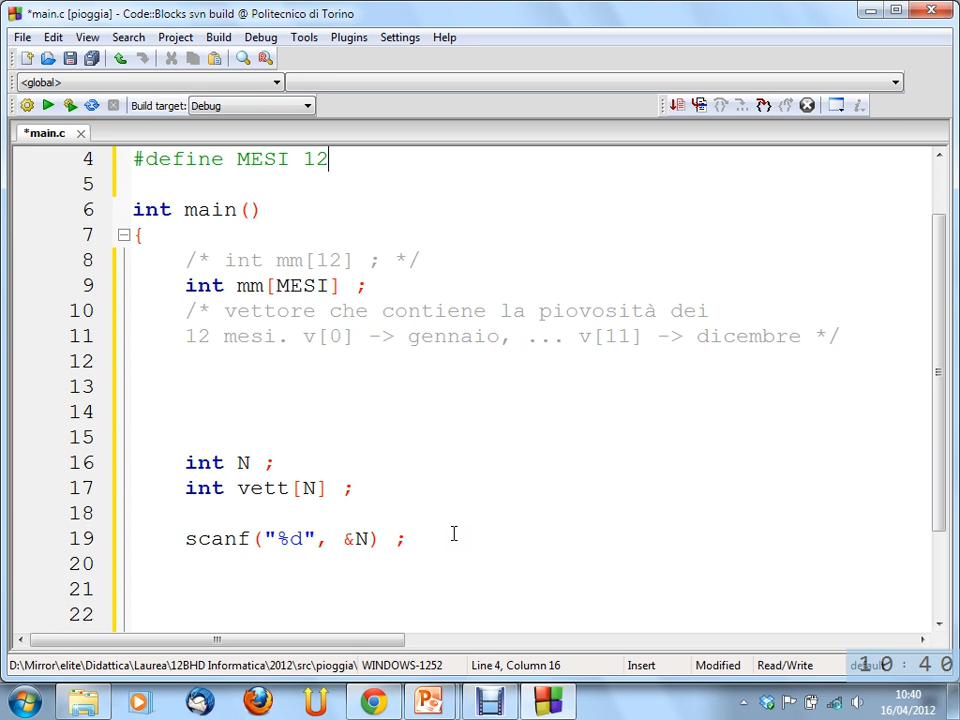 *main.c [pioggia] - Code::Blocks svn build @ Politecnico di Torino
File Edit View Search Project Build Debug Tools Plugins Settings Help
<global>
Build target: Debug
*main.c
4 #define MESI 12
5
6 int main()
7 {
8 /* int mm[12] ; */
9 int mm[MESI] ;
10 /* vettore che contiene la piovosità dei
11 12 mesi. v[0] -> gennaio, ... v[11] -> dicembre */
12
13
14
15
16 int N ;
17 int vett[N] ;
18
19 scanf("%d", &N) ;
20
21
22
D:\Mirror\elite\Didattica\Laurea\12BHD Informatica\2012\src\pioggia\ WINDOWS-1252 Line 4, Column 16 Insert Modified Read/Write 10:40
10:40
16/04/2012